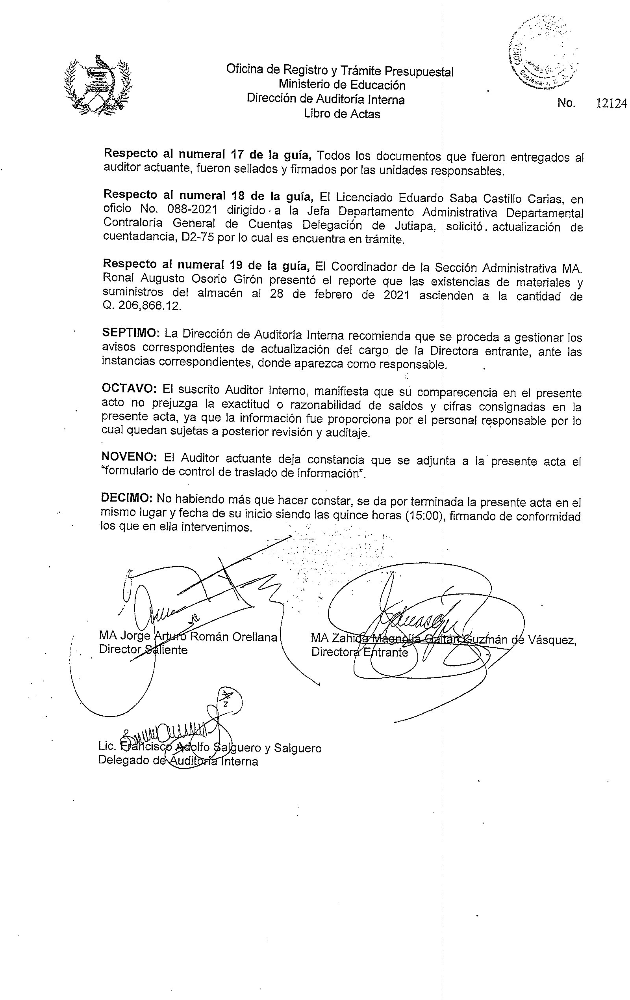 Oficina de Registro y Trámite Presupuestal
Ministerio de Educación
Dirección de Auditoría Interna
Libro de Actas
No. 12124
Respecto al numeral 17 de la guía, Todos los documentos que fueron entregados al
auditor actuante, fueron sellados y firmados por las unidades responsables.
Respecto al numeral 18 de la guía, El Licenciado Eduardo Saba Castillo Carias, en
oficio No. 088-2021 dirigido a la Jefa Departamento Administrativa Departamental
Contraloría General de Cuentas Delegación de Jutiapa, solicitó actualización de
cuentadancia, D2-75 por lo cual es encuentra en trámite.
Respecto al numeral 19 de la guía, El Coordinador de la Sección Administrativa MA.
Ronal Augusto Osorio Girón presentó el reporte que las existencias de materiales y
suministros del almacén al 28 de febrero de 2021 ascienden a la cantidad de
Q. 206,866.12.
SEPTIMO: La Dirección de Auditoría Interna recomienda que se proceda a gestionar los
avisos correspondientes de actualización del cargo de la Directora entrante, ante las
instancias correspondientes, donde aparezca como responsable.
OCTAVO: El suscrito Auditor Interno, manifiesta que su comparecencia en el presente
acto no prejuzga la exactitud o razonabilidad de saldos y cifras consignadas en la
presente acta, ya que la información fue proporciona por el personal responsable por lo
cual quedan sujetas a posterior revisión y auditaje.
NOVENO: El Auditor actuante deja constancia que se adjunta a la presente acta el
“formulario de control de traslado de información”.
DECIMO: No habiendo más que hacer constar, se da por terminada la presente acta en el
mismo lugar y fecha de su inicio siendo las quince horas (15:00), firmando de conformidad
los que en ella intervenimos.
MA Jorge Arturo Román Orellana
Director Saliente
MA Zahida Magnolia Gaitán Guzmán de Vásquez,
Directora Entrante
Lic. Francisco Adolfo Salguero y Salguero
Delegado de Auditoría Interna